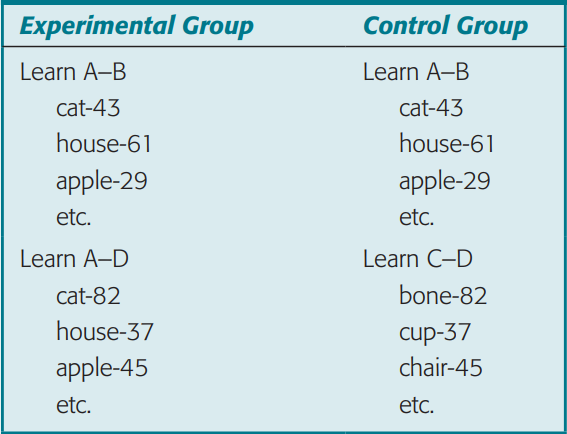 Experimental Group Control Group
Learn A–B Learn A–B
cat-43 cat-43
house-61 house-61
apple-29 apple-29
etc. etc.
Learn A–D Learn C–D
cat-82 bone-82
house-37 cup-37
apple-45 chair-45
etc. etc.